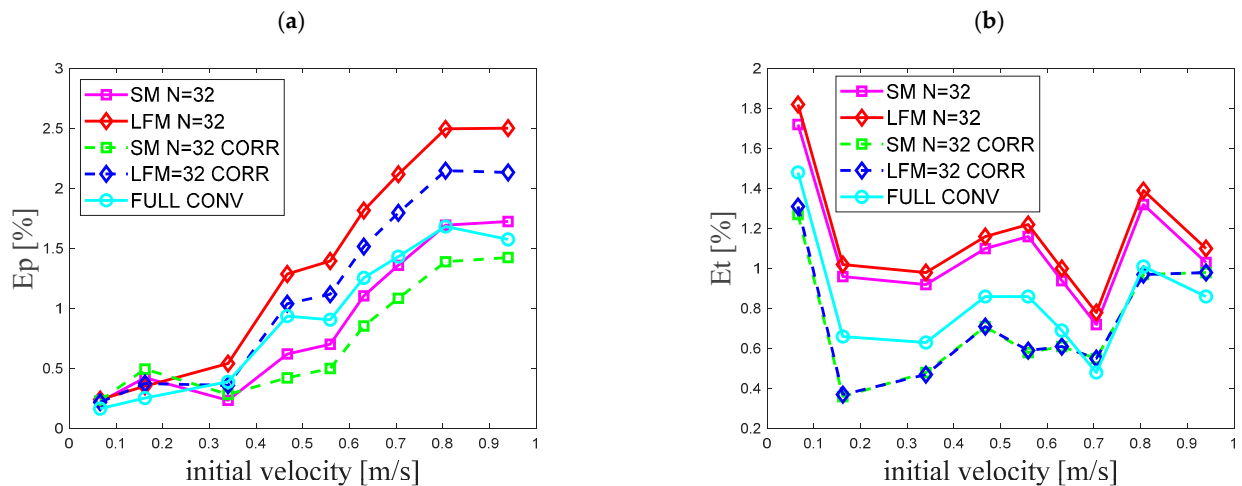 (a)
3
2.5
2
1.5
1
0.5
0
Ep [%]
SM N=32
LFM N=32
SM N=32 CORR
LFM=32 CORR
FULL CONV
0 0.1 0.2 0.3 0.4 0.5 0.6 0.7 0.8 0.9 1
initial velocity [m/s]
(b)
2
1.8
1.6
1.4
1.2
1
0.8
0.6
0.4
0.2
Et [%]
SM N=32
LFM N=32
SM N=32 CORR
LFM=32 CORR
FULL CONV
0 0.1 0.2 0.3 0.4 0.5 0.6 0.7 0.8 0.9 1
initial velocity [m/s]